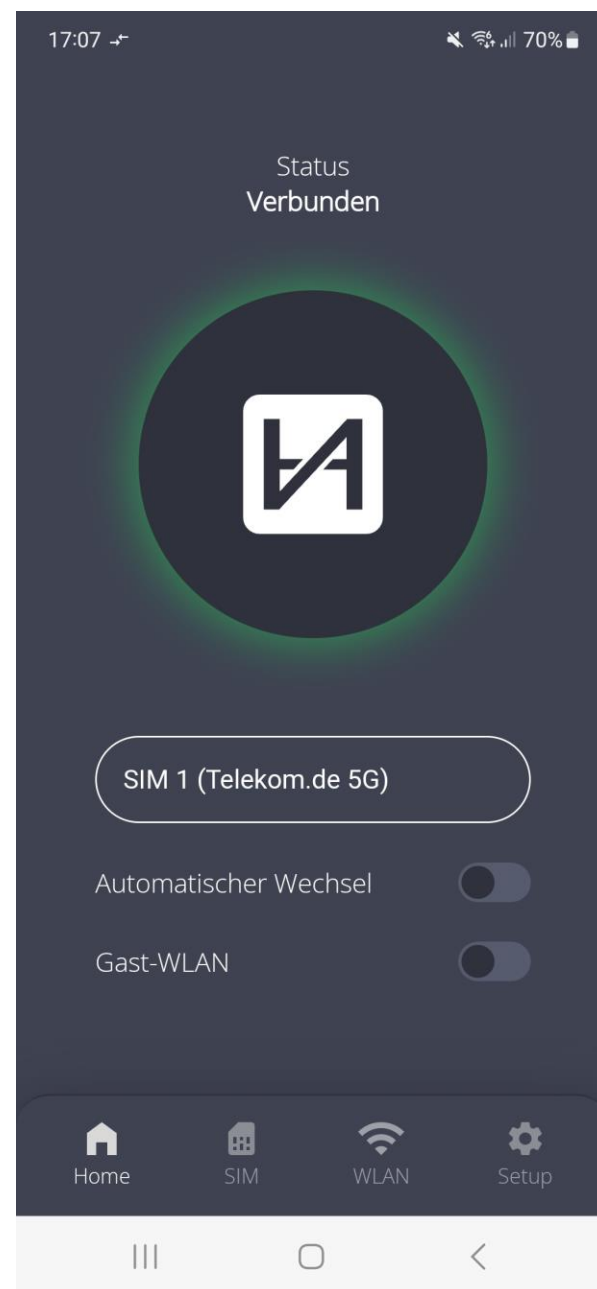 17:07
70%
Status
Verbunden
SIM 1 (Telekom.de 5G)
Automatischer Wechsel
Gast-WLAN
Home SIM WLAN Setup